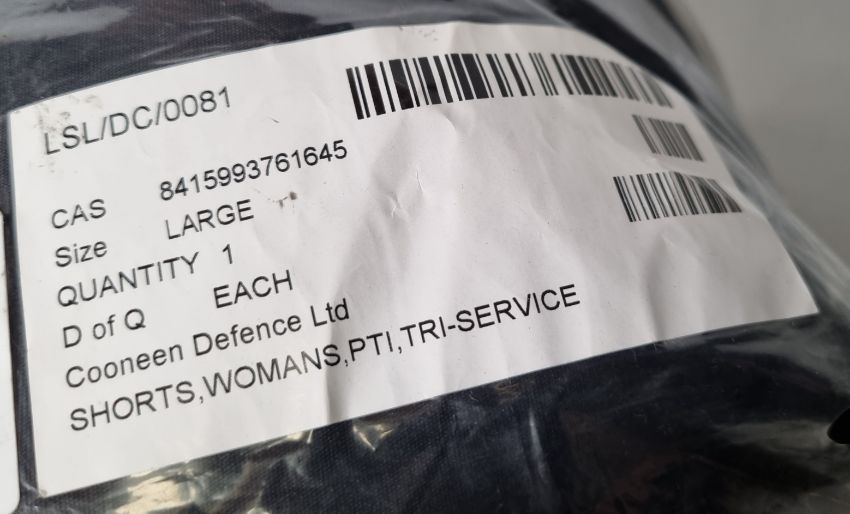 LSL/DC/0081
CAS 8415993761645
Size LARGE
QUANTITY 1
D of Q EACH
Cooneen Defence Ltd
SHORTS,WOMANS,PTI,TRI-SERVICE